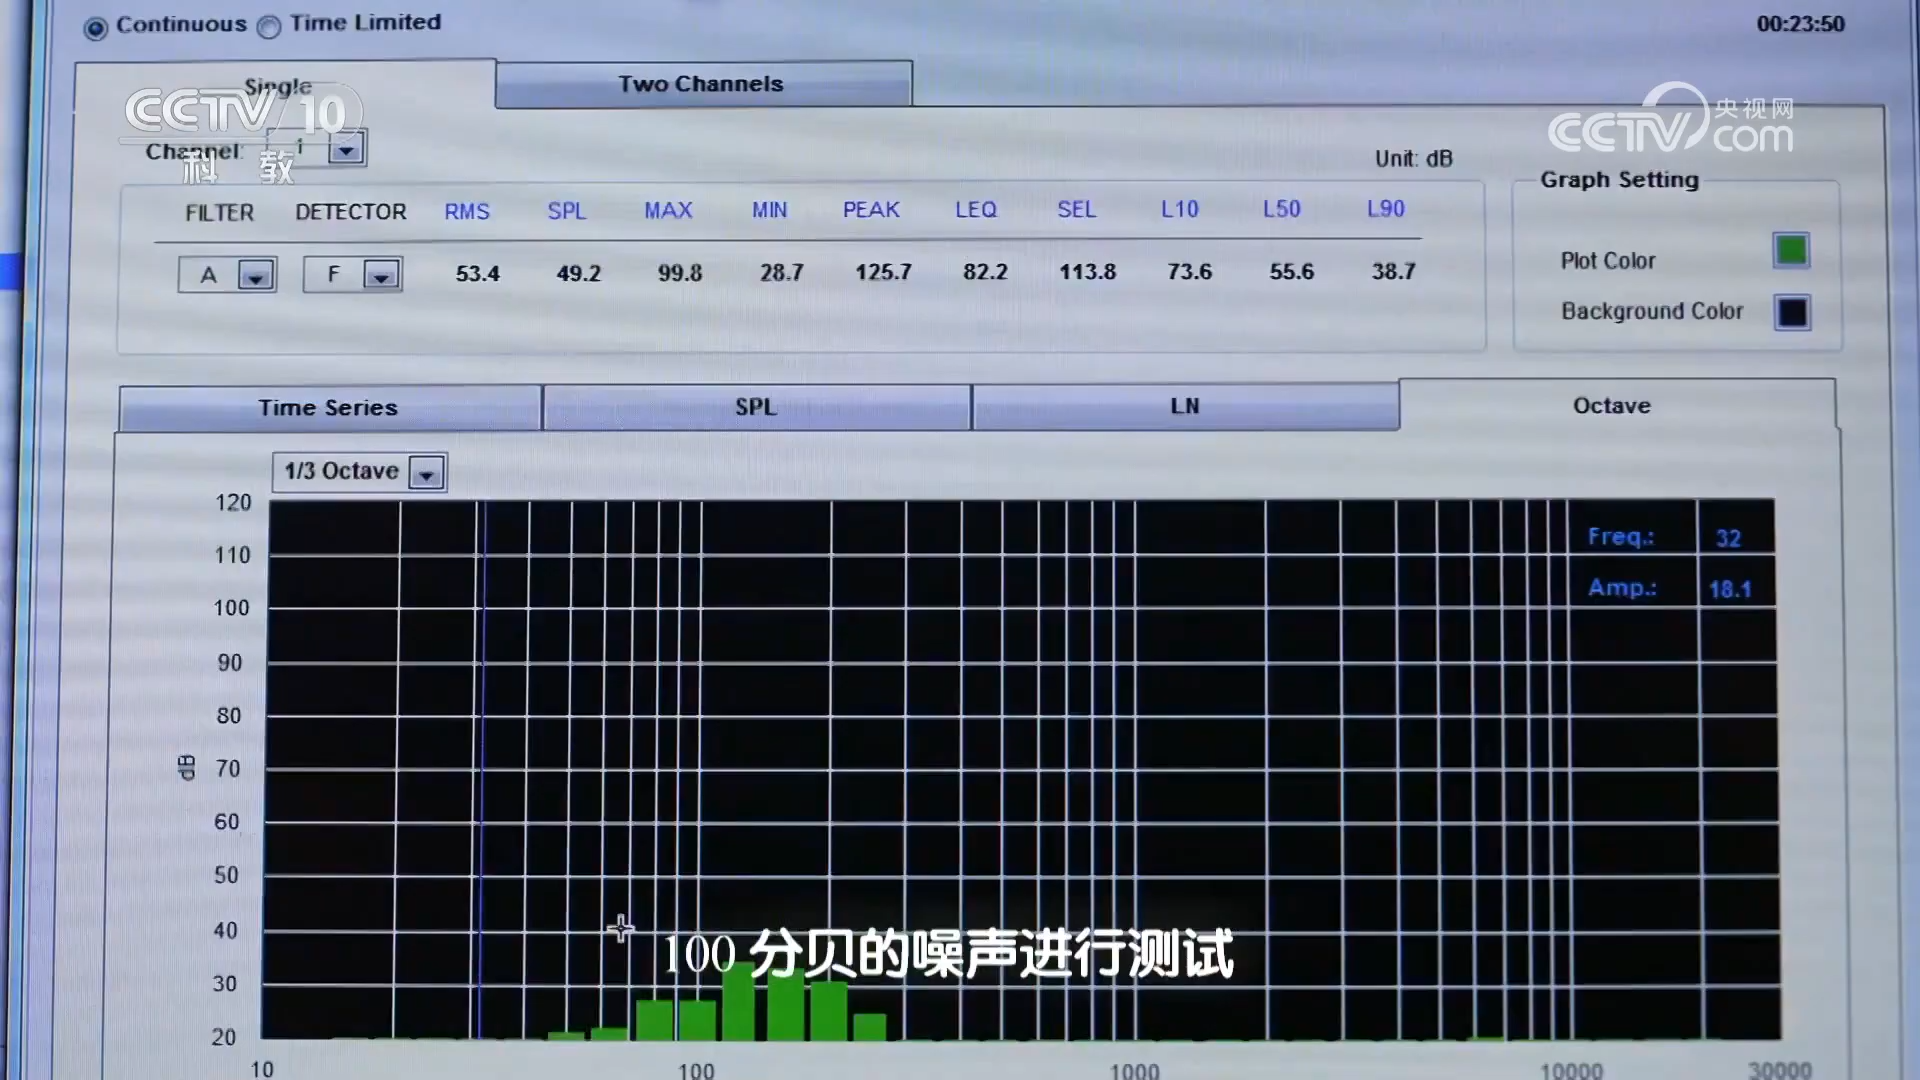 Continuous Time Limited 00:23:50
Single Two Channels
CCTV 10
科 教
央视网
CCTV com
Channel: 1
Unit: dB
Graph Setting
FILTER DETECTOR RMS SPL MAX MIN PEAK LEQ SEL L10 L50 L90
A F 53.4 49.2 99.8 28.7 125.7 82.2 113.8 73.6 55.6 38.7
Plot Color
Background Color
Time Series SPL LN Octave
1/3 Octave
120
Freq.: 32
110
Amp.: 18.1
100
90
80
dB 70
60
50
40
100 分贝的噪声进行测试
30
20
10 100 1000 10000 30000